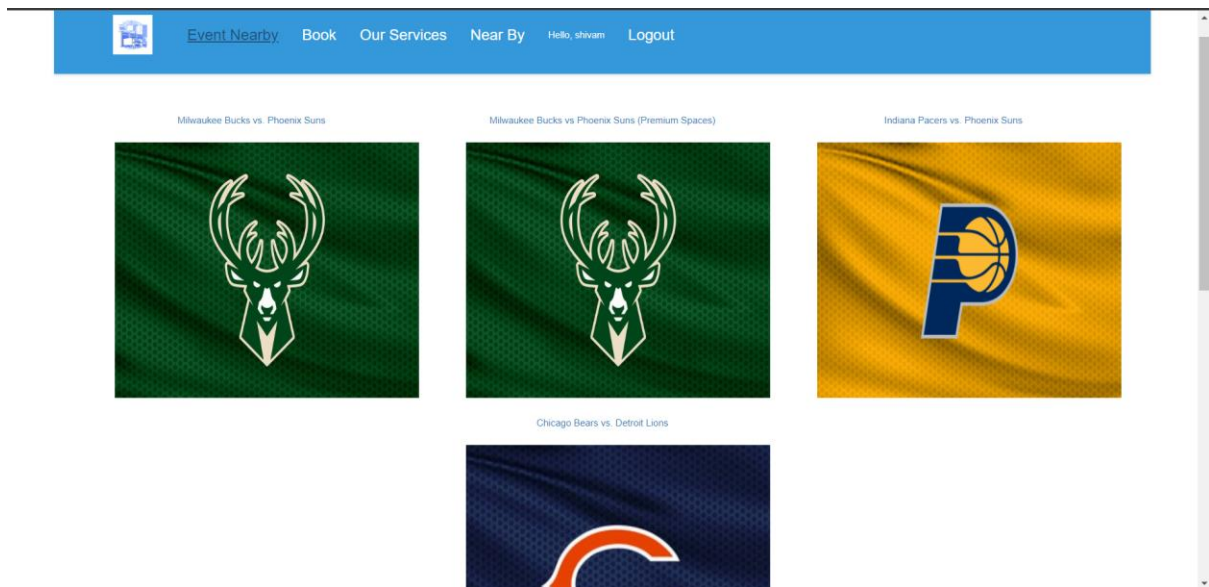 Event Nearby Book Our Services Near By Hello, shivam Logout
Milwaukee Bucks vs. Phoenix Suns
Milwaukee Bucks vs Phoenix Suns (Premium Spaces)
Indiana Pacers vs. Phoenix Suns
Chicago Bears vs. Detroit Lions